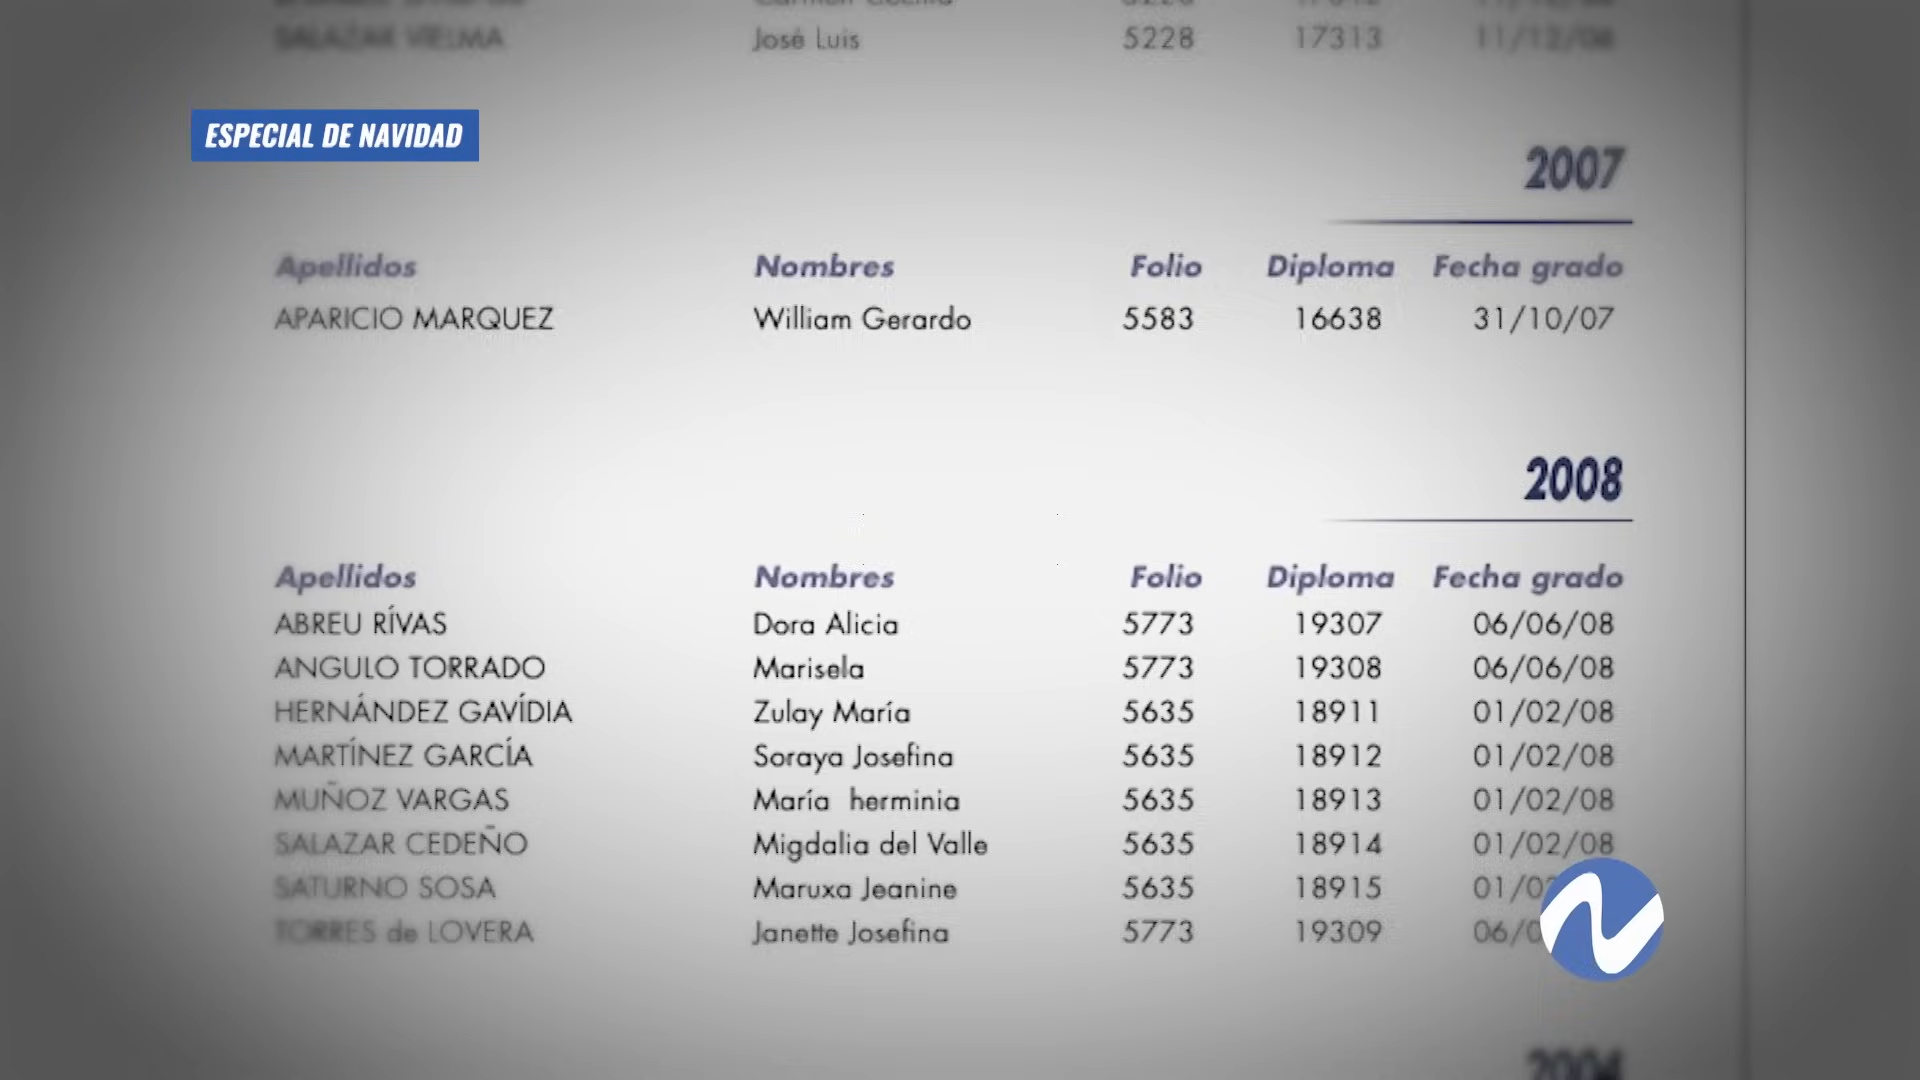 SALAZAR VIELMA José Luis 5228 17313 11/12/06
ESPECIAL DE NAVIDAD
2007
Apellidos Nombres Folio Diploma Fecha grado
APARICIO MARQUEZ William Gerardo 5583 16638 31/10/07
2008
Apellidos Nombres Folio Diploma Fecha grado
ABREU RÍVAS Dora Alicia 5773 19307 06/06/08
ANGULO TORRADO Marisela 5773 19308 06/06/08
HERNÁNDEZ GAVÍDIA Zulay María 5635 18911 01/02/08
MARTÍNEZ GARCÍA Soraya Josefina 5635 18912 01/02/08
MUÑOZ VARGAS María herminia 5635 18913 01/02/08
SALAZAR CEDEÑO Migdalia del Valle 5635 18914 01/02/08
SATURNO SOSA Maruxa Jeanine 5635 18915
TORRES de LOVERA Janette Josefina 5773 19309